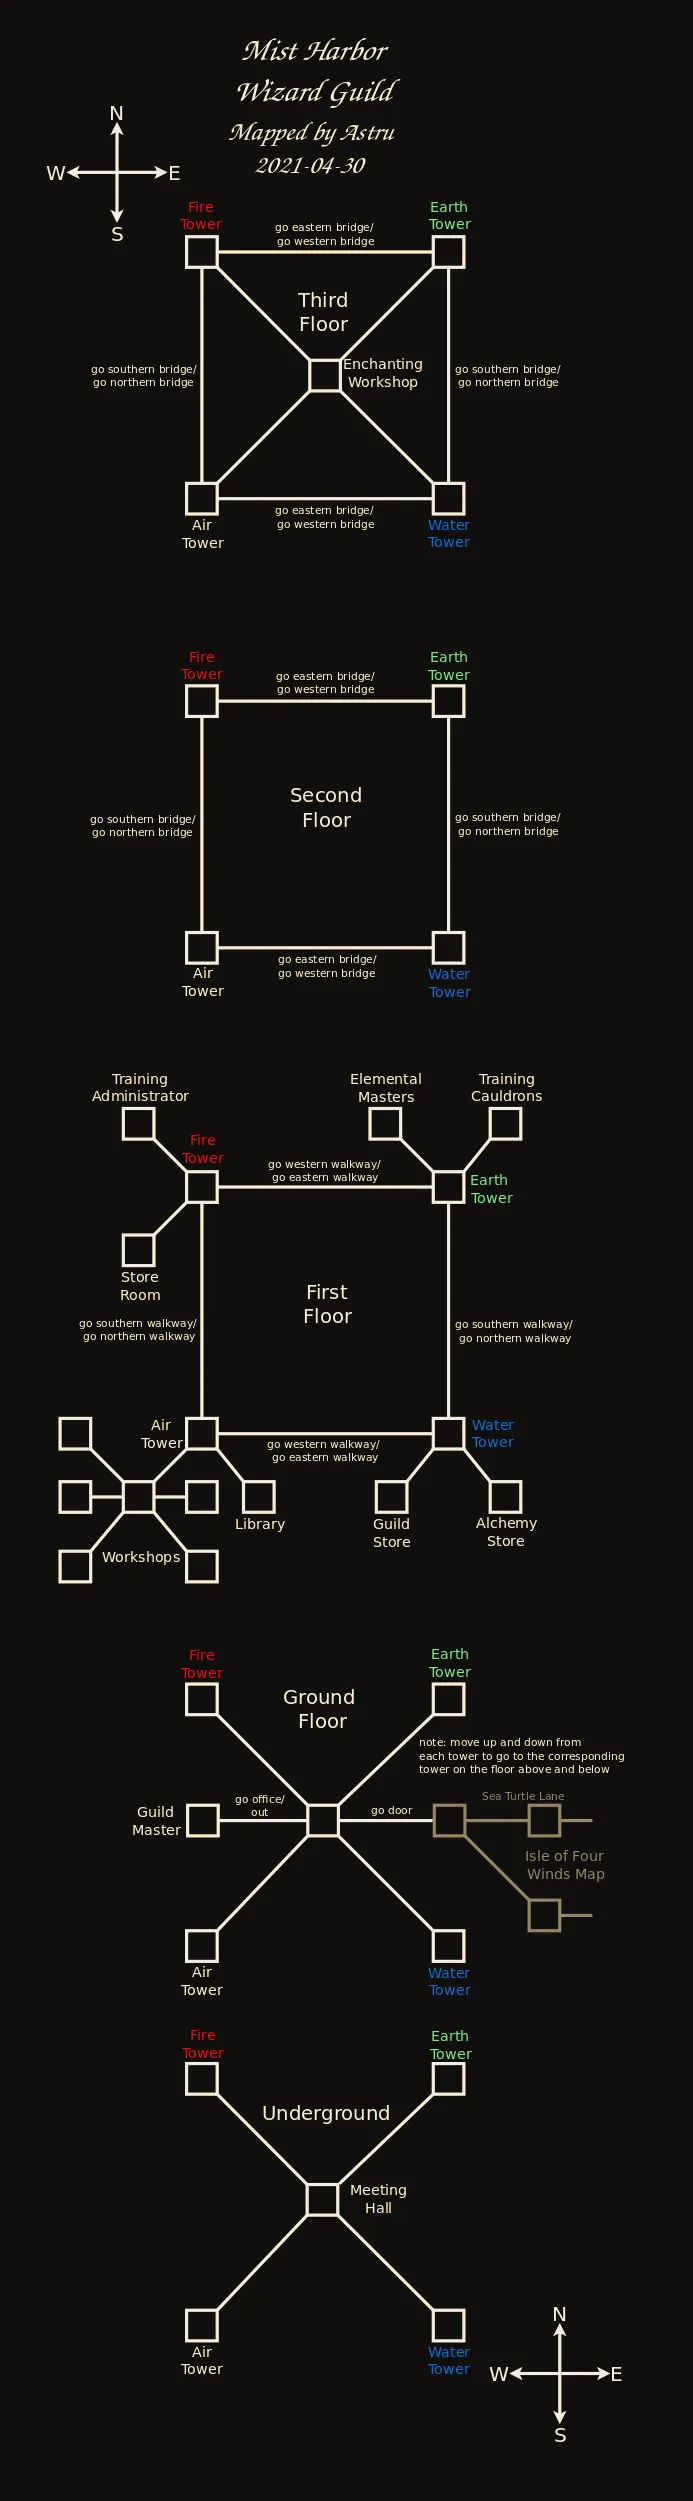 Mist Harbor
Wizard Guild
Mapped by Astru
2021-04-30
N
W E
S
Fire
Tower
Earth
Tower
go eastern bridge/
go western bridge
Third
Floor
Enchanting
Workshop
go southern bridge/
go northern bridge
go southern bridge/
go northern bridge
go eastern bridge/
go western bridge
Air
Tower
Water
Tower
Fire
Tower
Earth
Tower
go eastern bridge/
go western bridge
Second
Floor
go southern bridge/
go northern bridge
go southern bridge/
go northern bridge
go eastern bridge/
go western bridge
Air
Tower
Water
Tower
Training
Administrator
Elemental
Masters
Training
Cauldrons
Fire
Tower
go western walkway/
go eastern walkway
Earth
Tower
Store
Room
First
Floor
go southern walkway/
go northern walkway
go southern walkway/
go northern walkway
Air
Tower
go western walkway/
go eastern walkway
Water
Tower
Library
Guild
Store
Alchemy
Store
Workshops
Fire
Tower
Earth
Tower
Ground
Floor
note: move up and down from
each tower to go to the corresponding
tower on the floor above and below
Guild
Master
go office/
out
go door
Sea Turtle Lane
Isle of Four
Winds Map
Air
Tower
Water
Tower
Fire
Tower
Earth
Tower
Underground
Meeting
Hall
Air
Tower
Water
Tower
N
W E
S